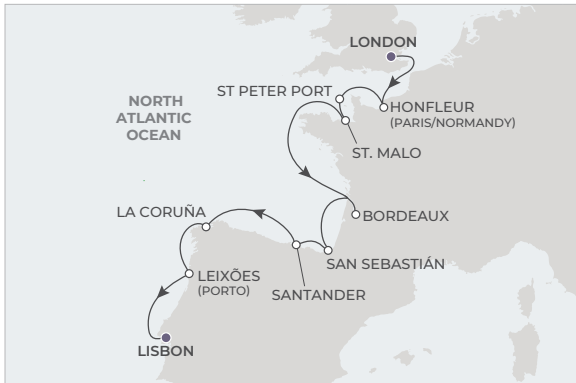 LONDON
ST PETER PORT
HONFLEUR
(PARIS/NORMANDY)
NORTH
ATLANTIC
OCEAN
ST. MALO
LA CORUÑA
BORDEAUX
SAN SEBASTIÁN
LEIXÕES
(PORTO)
SANTANDER
LISBON